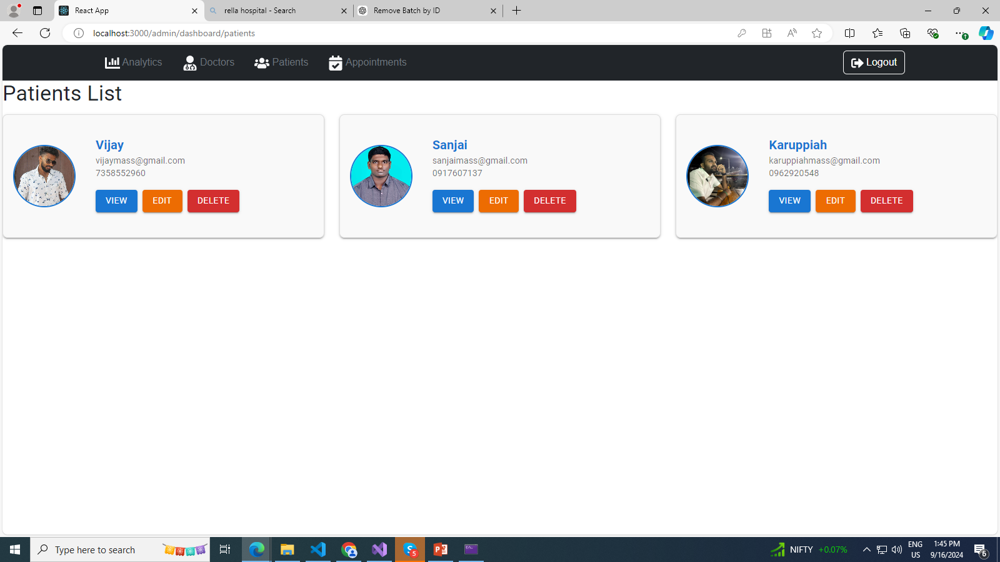 React App
rella hospital - Search
Remove Batch by ID
localhost:3000/admin/dashboard/patients
Analytics
Doctors
Patients
Appointments
Logout
Patients List
Vijay
vijaymass@gmail.com
7358552960
VIEW
EDIT
DELETE
Sanjai
sanjaimass@gmail.com
0917607137
VIEW
EDIT
DELETE
Karuppiah
karuppiahmass@gmail.com
0962920548
VIEW
EDIT
DELETE
Type here to search
5
NIFTY +0.07%
ENG
US
1:45 PM
9/16/2024
6